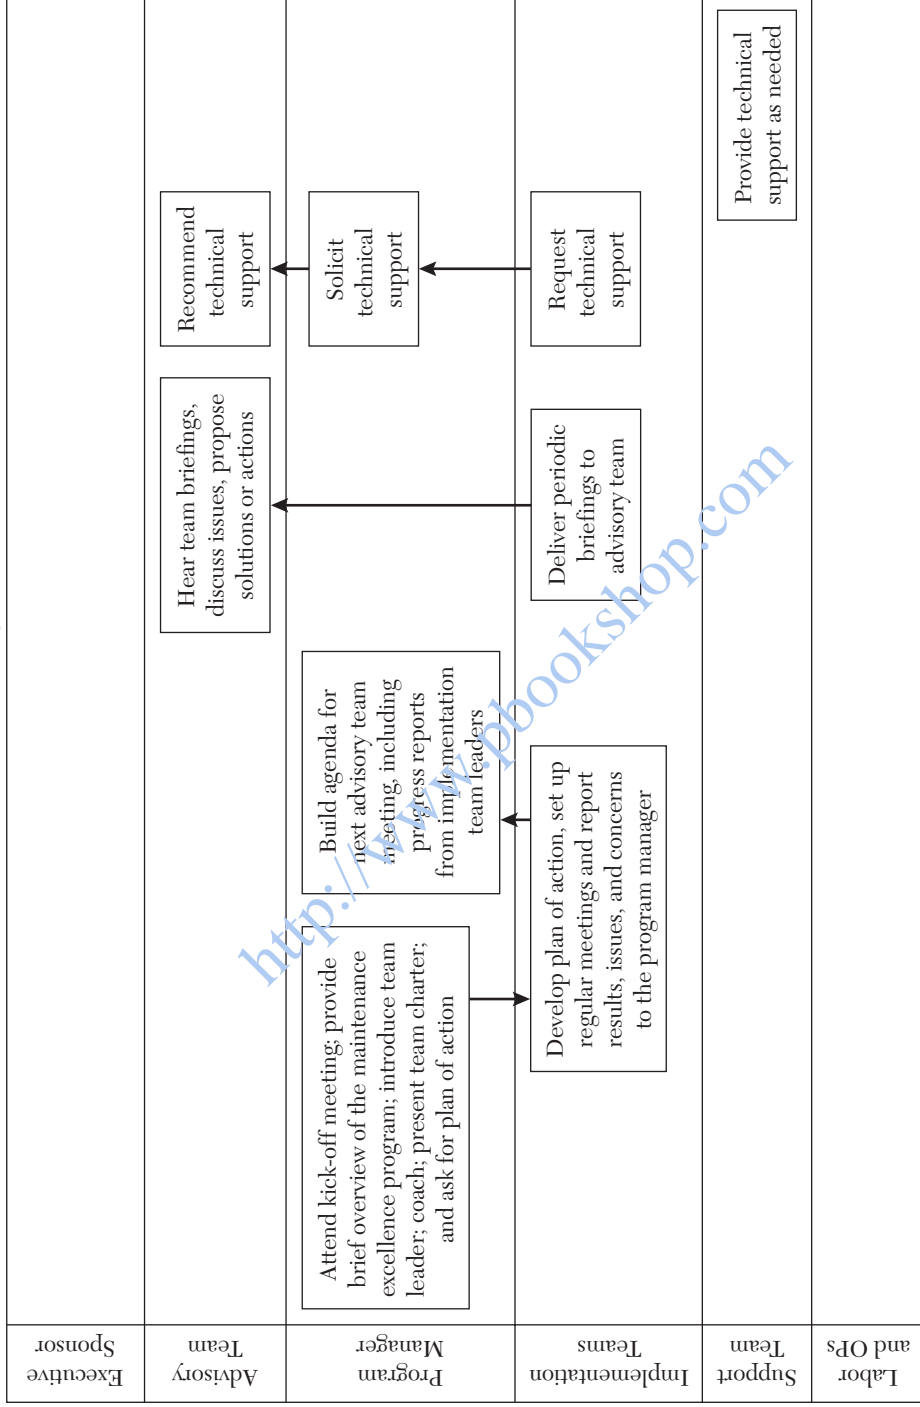 Executive
Sponsor
Advisory
Team
Hear team briefings,
discuss issues, propose
solutions or actions
Recommend
technical
support
Program
Manager
Attend kick-off meeting; provide
brief overview of the maintenance
excellence program; introduce team
leader; coach; present team charter;
and ask for plan of action
Build agenda for
next advisory team
meeting, including
progress reports
from implementation
team leaders
Solicit
technical
support
Implementation
Teams
Develop plan of action, set up
regular meetings and report
results, issues, and concerns
to the program manager
Deliver periodic
briefings to
advisory team
Request
technical
support
Support
Team
Provide technical
support as needed
Labor
and OPs
http://www.pbookshop.com